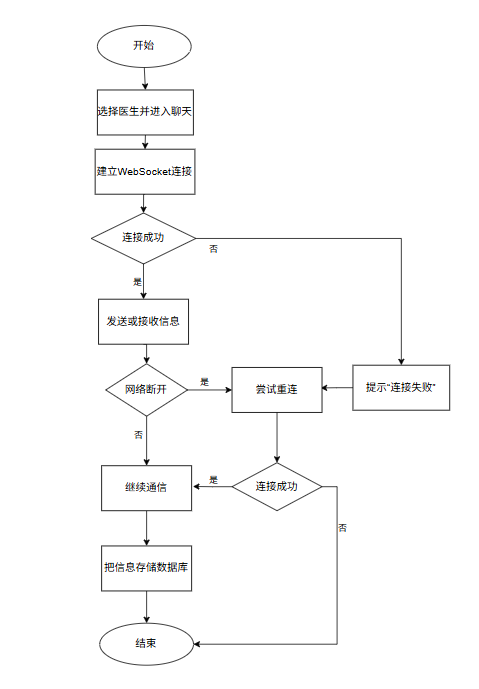 开始
选择医生并进入聊天
建立WebSocket连接
连接成功
否
是
发送或接收信息
网络断开
是
尝试重连
提示“连接失败”
否
继续通信
是
连接成功
否
把信息存储数据库
结束